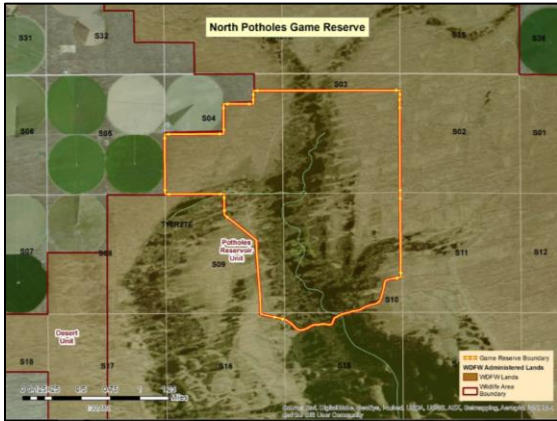 North Potholes Game Reserve
S31
S32
S35
S36
S03
S04
S05
S06
S02
S01
S07
S08
S09
Potholes
Reservoir
Unit
S11
S12
S10
Desert
Unit
S18
S17
S16
S15
Miles
Game Reserve Boundary
WDFW Administered Lands
WDFW Lands
Wildlife Area
Boundary